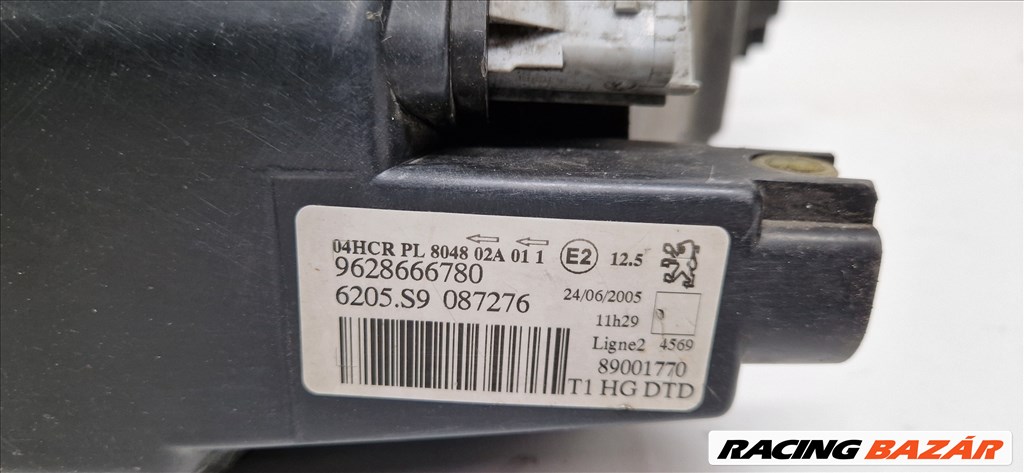 04HCR PL 8048 02A 01 1 E2 12.5
9628666780
6205.S9 087276
24/06/2005
11h29
Ligne2 4569
89001770
T1 HG DTD
RACING BAZÁR